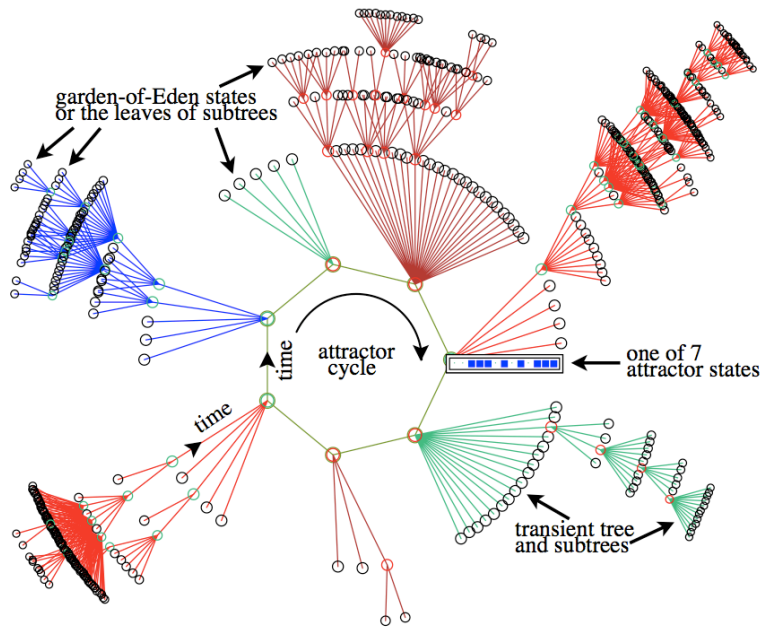 garden-of-Eden states
or the leaves of subtrees
time
attractor
cycle
one of 7
attractor states
time
transient tree
and subtrees